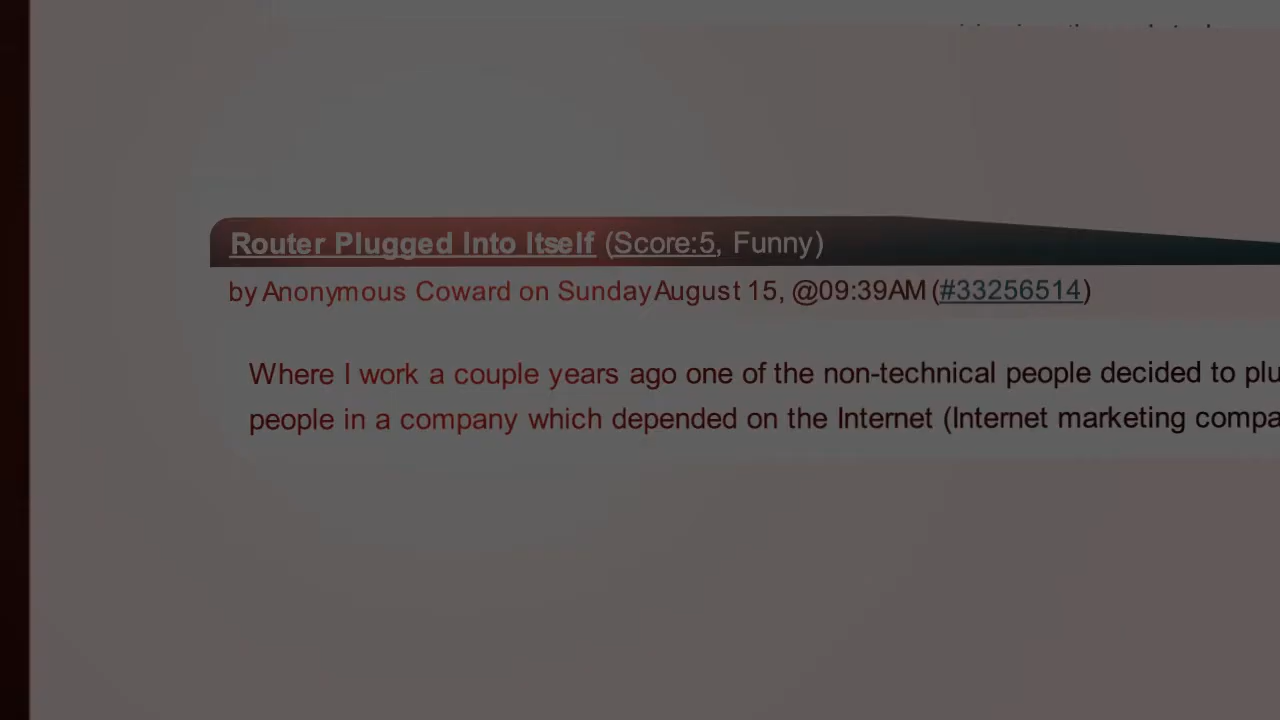 Router Plugged Into Itself (Score:5, Funny)
by Anonymous Coward on Sunday August 15, @09:39AM (#33256514)
Where I work a couple years ago one of the non-technical people decided to
people in a company which depended on the Internet (Internet marketing